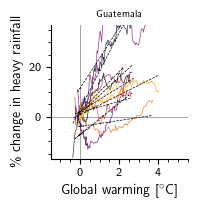 Guatemala
% change in heavy rainfall
20
0
0 2 4
Global warming [°C]